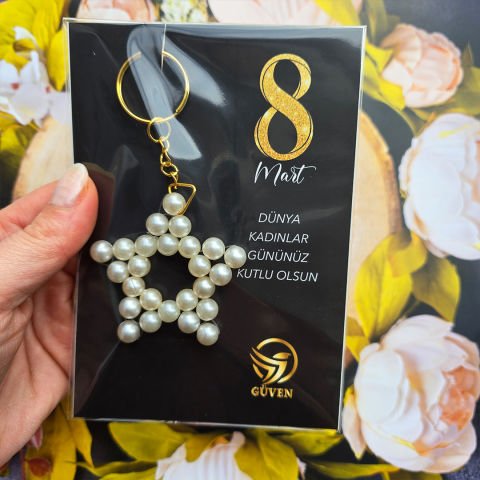 8
Mart
DÜNYA
KADINLAR
GÜNÜNÜZ
KUTLU OLSUN
GÜVEN